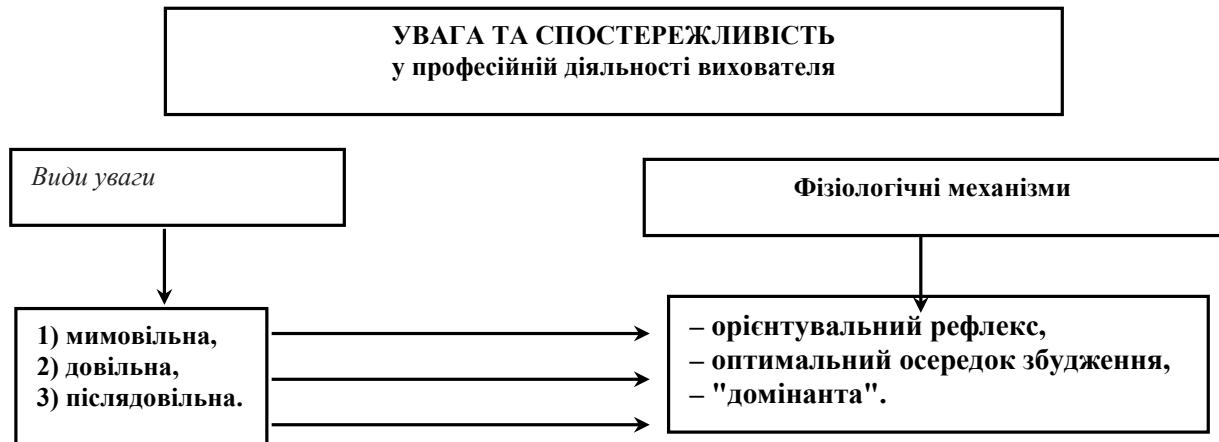 УВАГА ТА СПОСТЕРЕЖЛИВІСТЬ
у професійній діяльності вихователя
Види уваги
Фізіологічні механізми
1) мимовільна,
2) довільна,
3) післядовільна.
– орієнтувальний рефлекс,
– оптимальний осередок збудження,
– "домінанта".